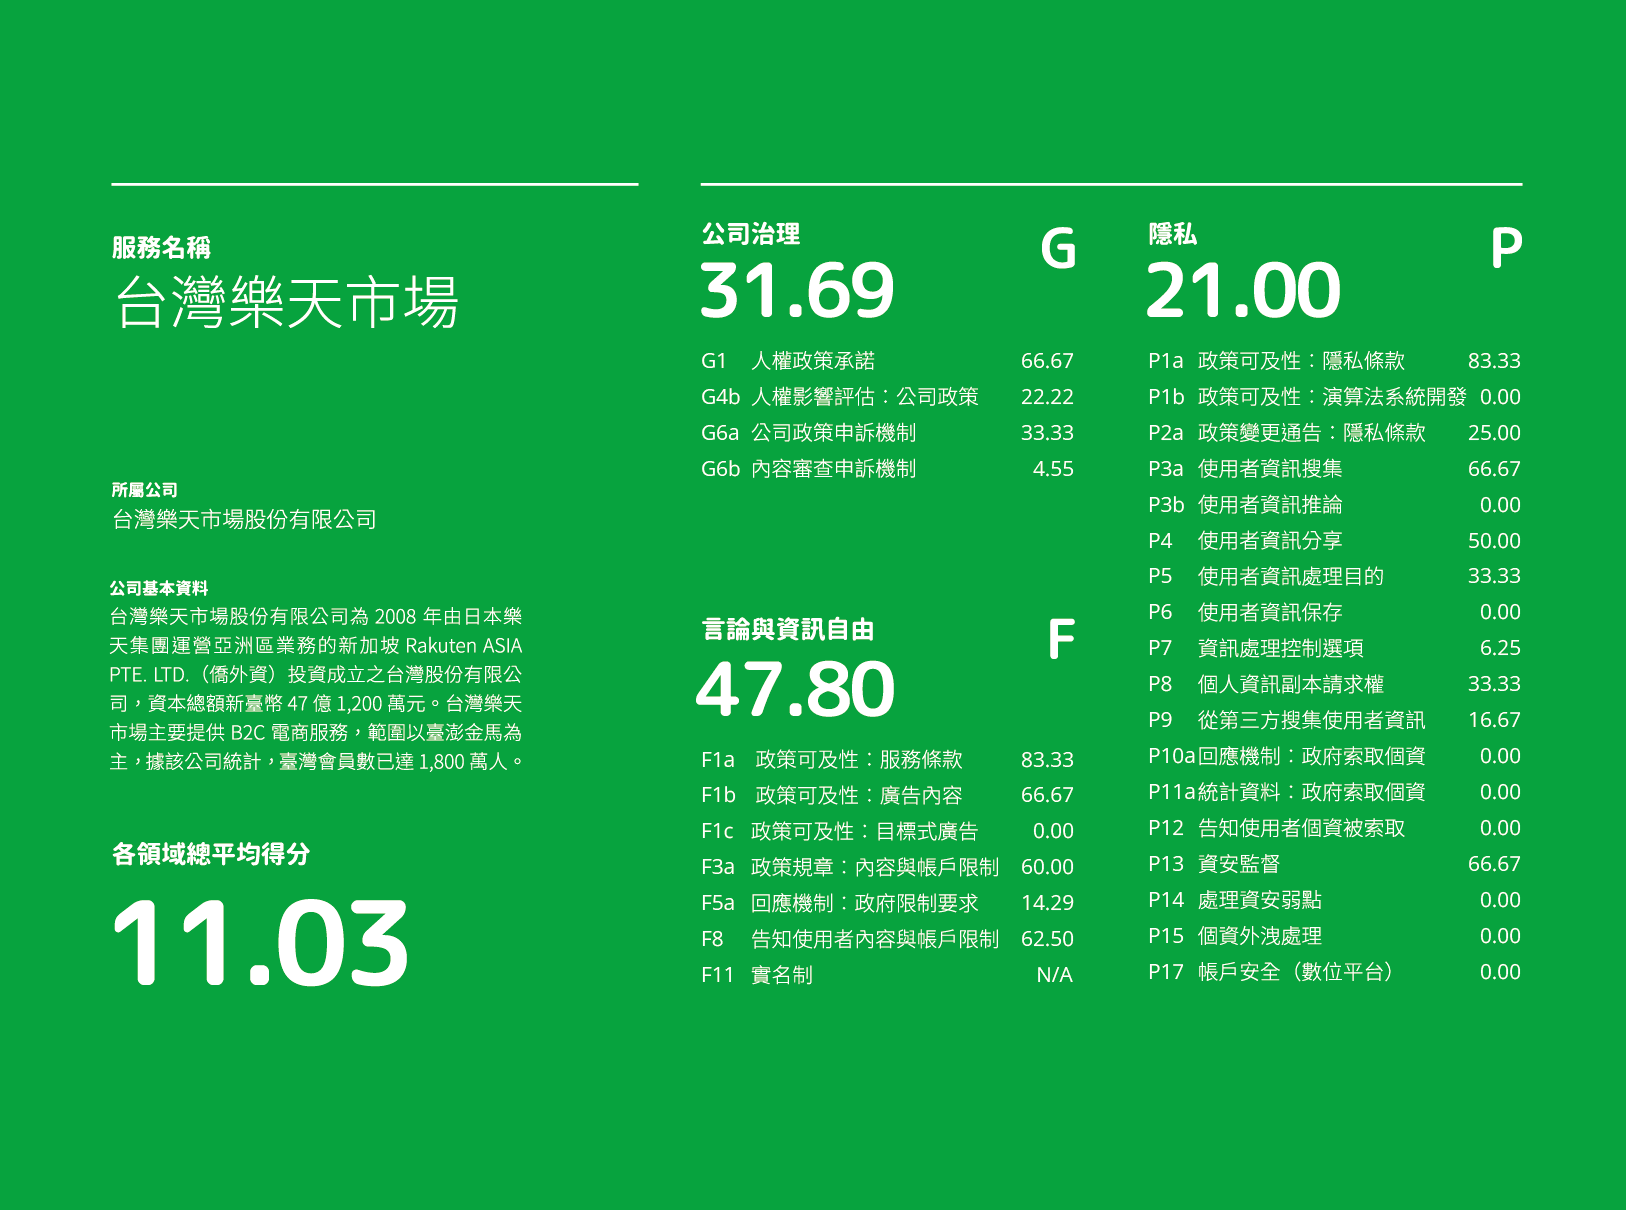 服務名稱
台灣樂天市場
所屬公司
台灣樂天市場股份有限公司
公司基本資料
台灣樂天市場股份有限公司為 2008 年由日本樂
天集團運營亞洲區業務的新加坡 Rakuten ASIA
PTE. LTD.（僑外資）投資成立之台灣股份有限公
司，資本總額新臺幣 47 億 1,200 萬元。台灣樂天
市場主要提供 B2C 電商服務，範圍以臺澎金馬為
主，據該公司統計，臺灣會員數已達 1,800 萬人。
各領域總平均得分
11.03
公司治理 G
31.69
G1 人權政策承諾 66.67
G4b 人權影響評估：公司政策 22.22
G6a 公司政策申訴機制 33.33
G6b 內容審查申訴機制 4.55
言論與資訊自由 F
47.80
F1a 政策可及性：服務條款 83.33
F1b 政策可及性：廣告內容 66.67
F1c 政策可及性：目標式廣告 0.00
F3a 政策規章：內容與帳戶限制 60.00
F5a 回應機制：政府限制要求 14.29
F8 告知使用者內容與帳戶限制 62.50
F11 實名制 N/A
隱私 P
21.00
P1a 政策可及性：隱私條款 83.33
P1b 政策可及性：演算法系統開發 0.00
P2a 政策變更通告：隱私條款 25.00
P3a 使用者資訊搜集 66.67
P3b 使用者資訊推論 0.00
P4 使用者資訊分享 50.00
P5 使用者資訊處理目的 33.33
P6 使用者資訊保存 0.00
P7 資訊處理控制選項 6.25
P8 個人資訊副本請求權 33.33
P9 從第三方搜集使用者資訊 16.67
P10a回應機制：政府索取個資 0.00
P11a統計資料：政府索取個資 0.00
P12 告知使用者個資被索取 0.00
P13 資安監督 66.67
P14 處理資安弱點 0.00
P15 個資外洩處理 0.00
P17 帳戶安全（數位平台） 0.00